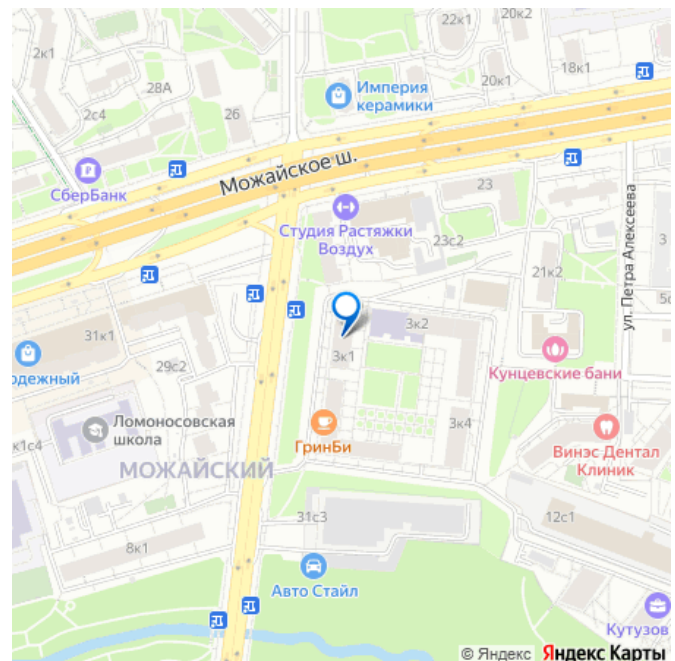 22к1
20к2
2к1
28А
2с4
26
20к1
18к1
Империя
керамики
СберБанк
Можайское ш.
23
Студия Растяжки
Воздух
23с2
ул. Петра Алексеева
3
21к2
5с
31к1
одежный
29с2
3к1
3к2
Кунцевские бани
Ломоносовская
школа
к1с4
МОЖАЙСКИЙ
ГринБи
3к4
Винэс Дентал
Клиник
31с3
12с1
8к1
Авто Стайл
Кутузов
© Яндекс Яндекс Карты